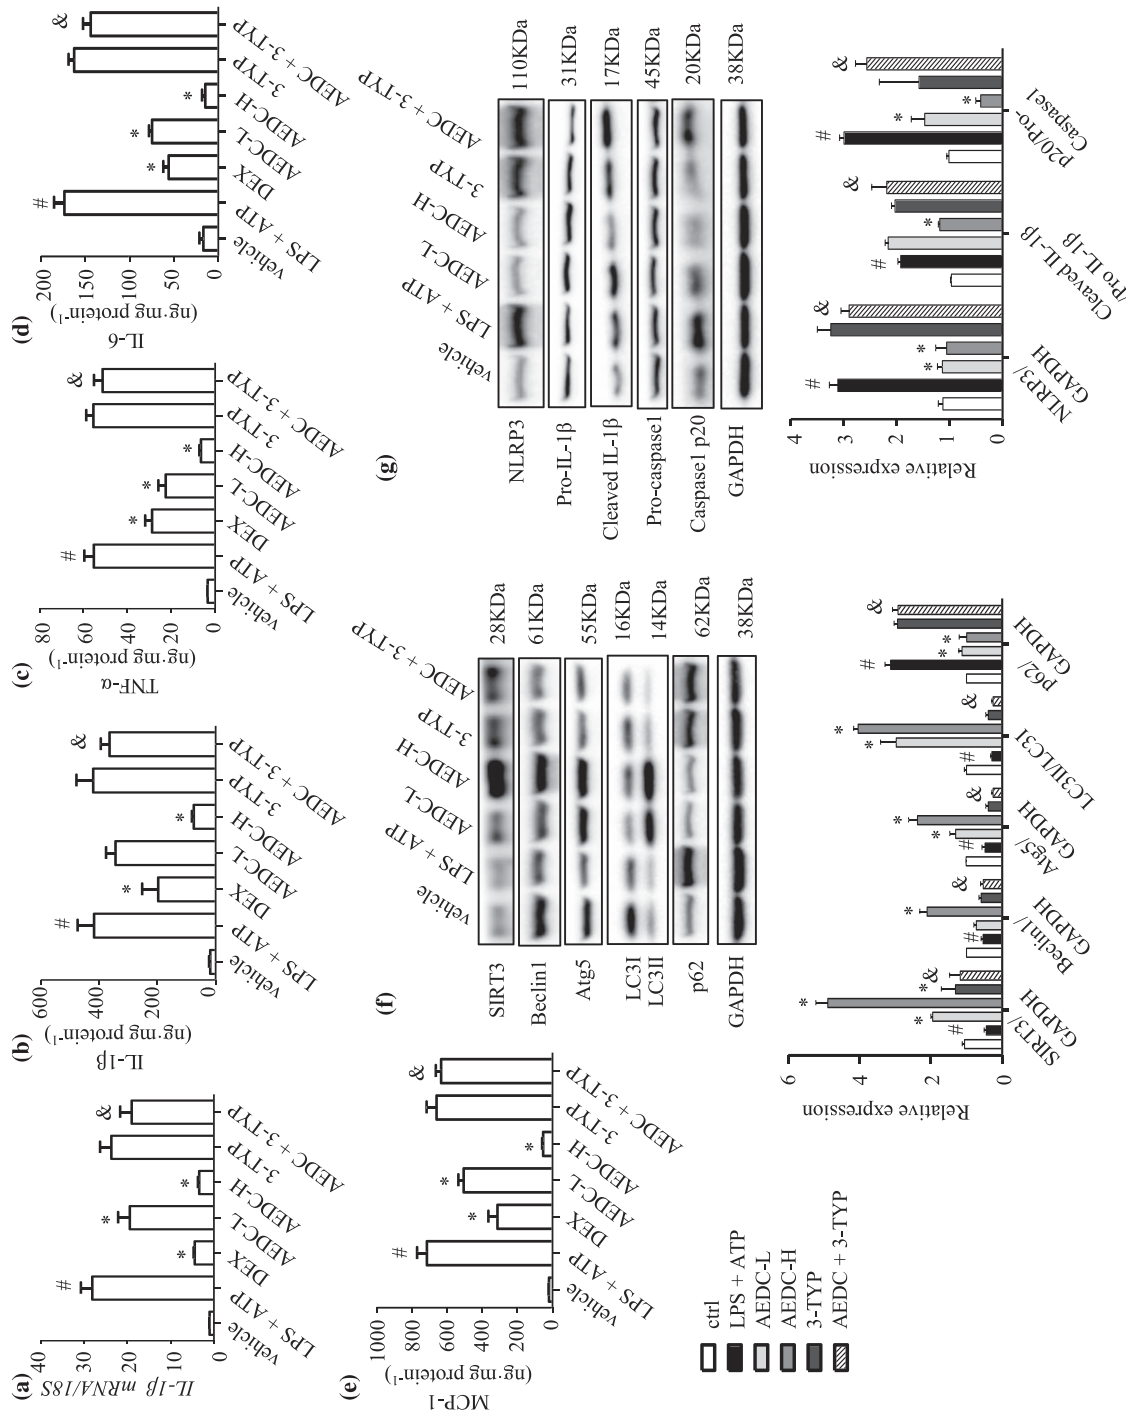 (a)
IL-1β mRNA/18S
40
30
20
10
0
#
*
*
*
&
vehicle
LPS + ATP
DEX
AEDC-L
AEDC-H
3-TYP
AEDC + 3-TYP
(b)
IL-1β
(ng·mg protein⁻¹)
600
400
200
0
#
*
*
&
vehicle
LPS + ATP
DEX
AEDC-L
AEDC-H
3-TYP
AEDC + 3-TYP
(c)
TNF-α
(ng·mg protein⁻¹)
80
60
40
20
0
#
*
*
*
&
vehicle
LPS + ATP
DEX
AEDC-L
AEDC-H
3-TYP
AEDC + 3-TYP
(d)
IL-6
(ng·mg protein⁻¹)
200
150
100
50
0
#
*
*
*
&
vehicle
LPS + ATP
DEX
AEDC-L
AEDC-H
3-TYP
AEDC + 3-TYP
(e)
MCP-1
(ng·mg protein⁻¹)
1000
800
600
400
200
0
#
*
*
*
&
vehicle
LPS + ATP
DEX
AEDC-L
AEDC-H
3-TYP
AEDC + 3-TYP
(f)
vehicle
LPS + ATP
AEDC-L
AEDC-H
3-TYP
AEDC + 3-TYP
SIRT3 28KDa
Beclin1 61KDa
Atg5 55KDa
LC3I 16KDa
LC3II 14KDa
p62 62KDa
GAPDH 38KDa
(g)
vehicle
LPS + ATP
AEDC-L
AEDC-H
3-TYP
AEDC + 3-TYP
NLRP3 110KDa
Pro-IL-1β 31KDa
Cleaved IL-1β 17KDa
Pro-caspase1 45KDa
Caspase1 p20 20KDa
GAPDH 38KDa
ctrl
LPS + ATP
AEDC-L
AEDC-H
3-TYP
AEDC + 3-TYP
Relative expression
6
4
2
0
#
*
*
*
&
#
*
&
#
*
*
&
#
*
*
&
#
*
*
&
SIRT3/
GAPDH
Beclin1/
GAPDH
Atg5/
GAPDH
LC3II/LC3I
p62/
GAPDH
Relative expression
4
3
2
1
0
#
*
*
&
#
*
&
#
*
*
&
NLRP3/
GAPDH
Cleaved IL-1β
/Pro IL-1β
p20/Pro-
Caspase1